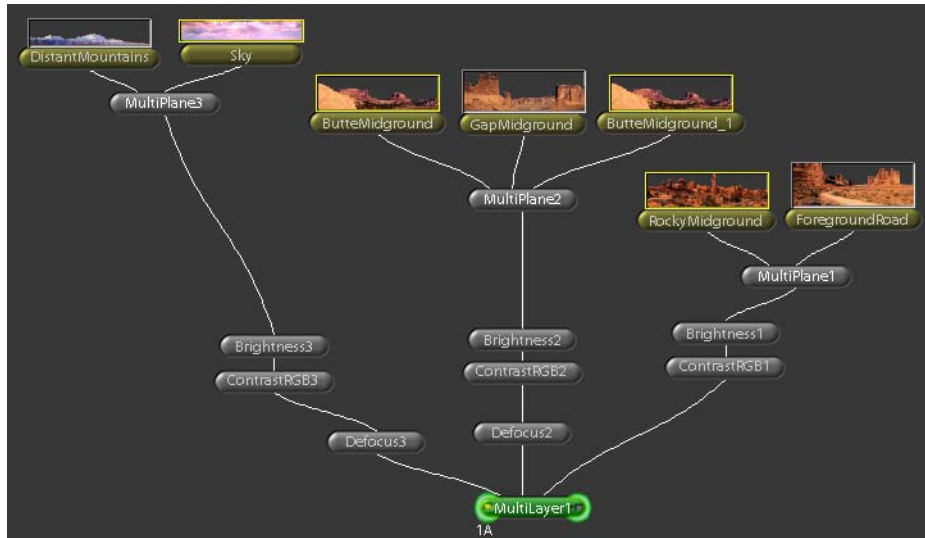 DistantMountains
Sky
MultiPlane3
ButteMidground
GapMidground
ButteMidground_1
MultiPlane2
RockyMidground
ForegroundRoad
MultiPlane1
Brightness3
Brightness2
Brightness1
ContrastRGB3
ContrastRGB2
ContrastRGB1
Defocus3
Defocus2
MultiLayer1
1A